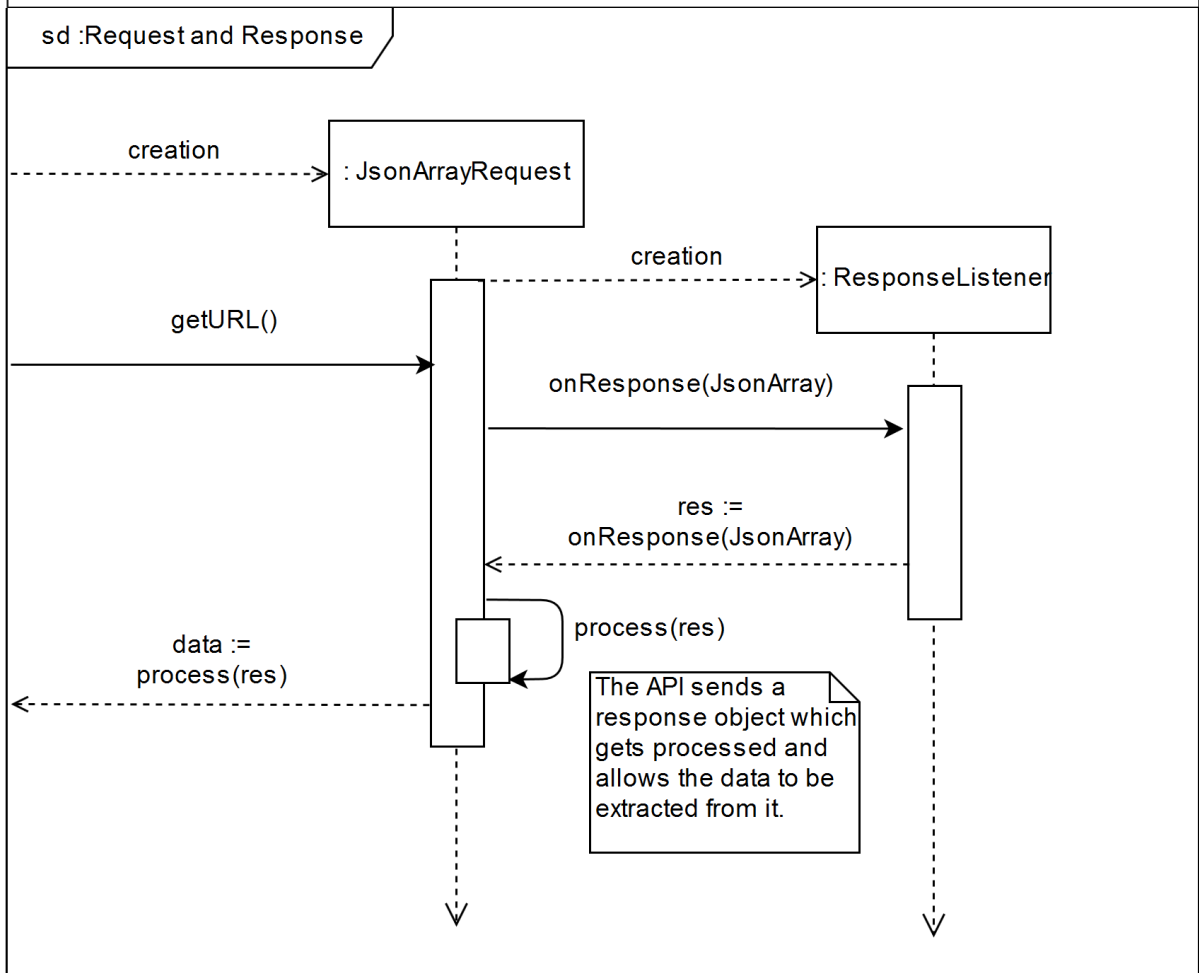 sd :Request and Response
creation
: JsonArrayRequest
creation
: ResponseListener
getURL()
onResponse(JsonArray)
res :=
onResponse(JsonArray)
process(res)
data :=
process(res)
The API sends a
response object which
gets processed and
allows the data to be
extracted from it.